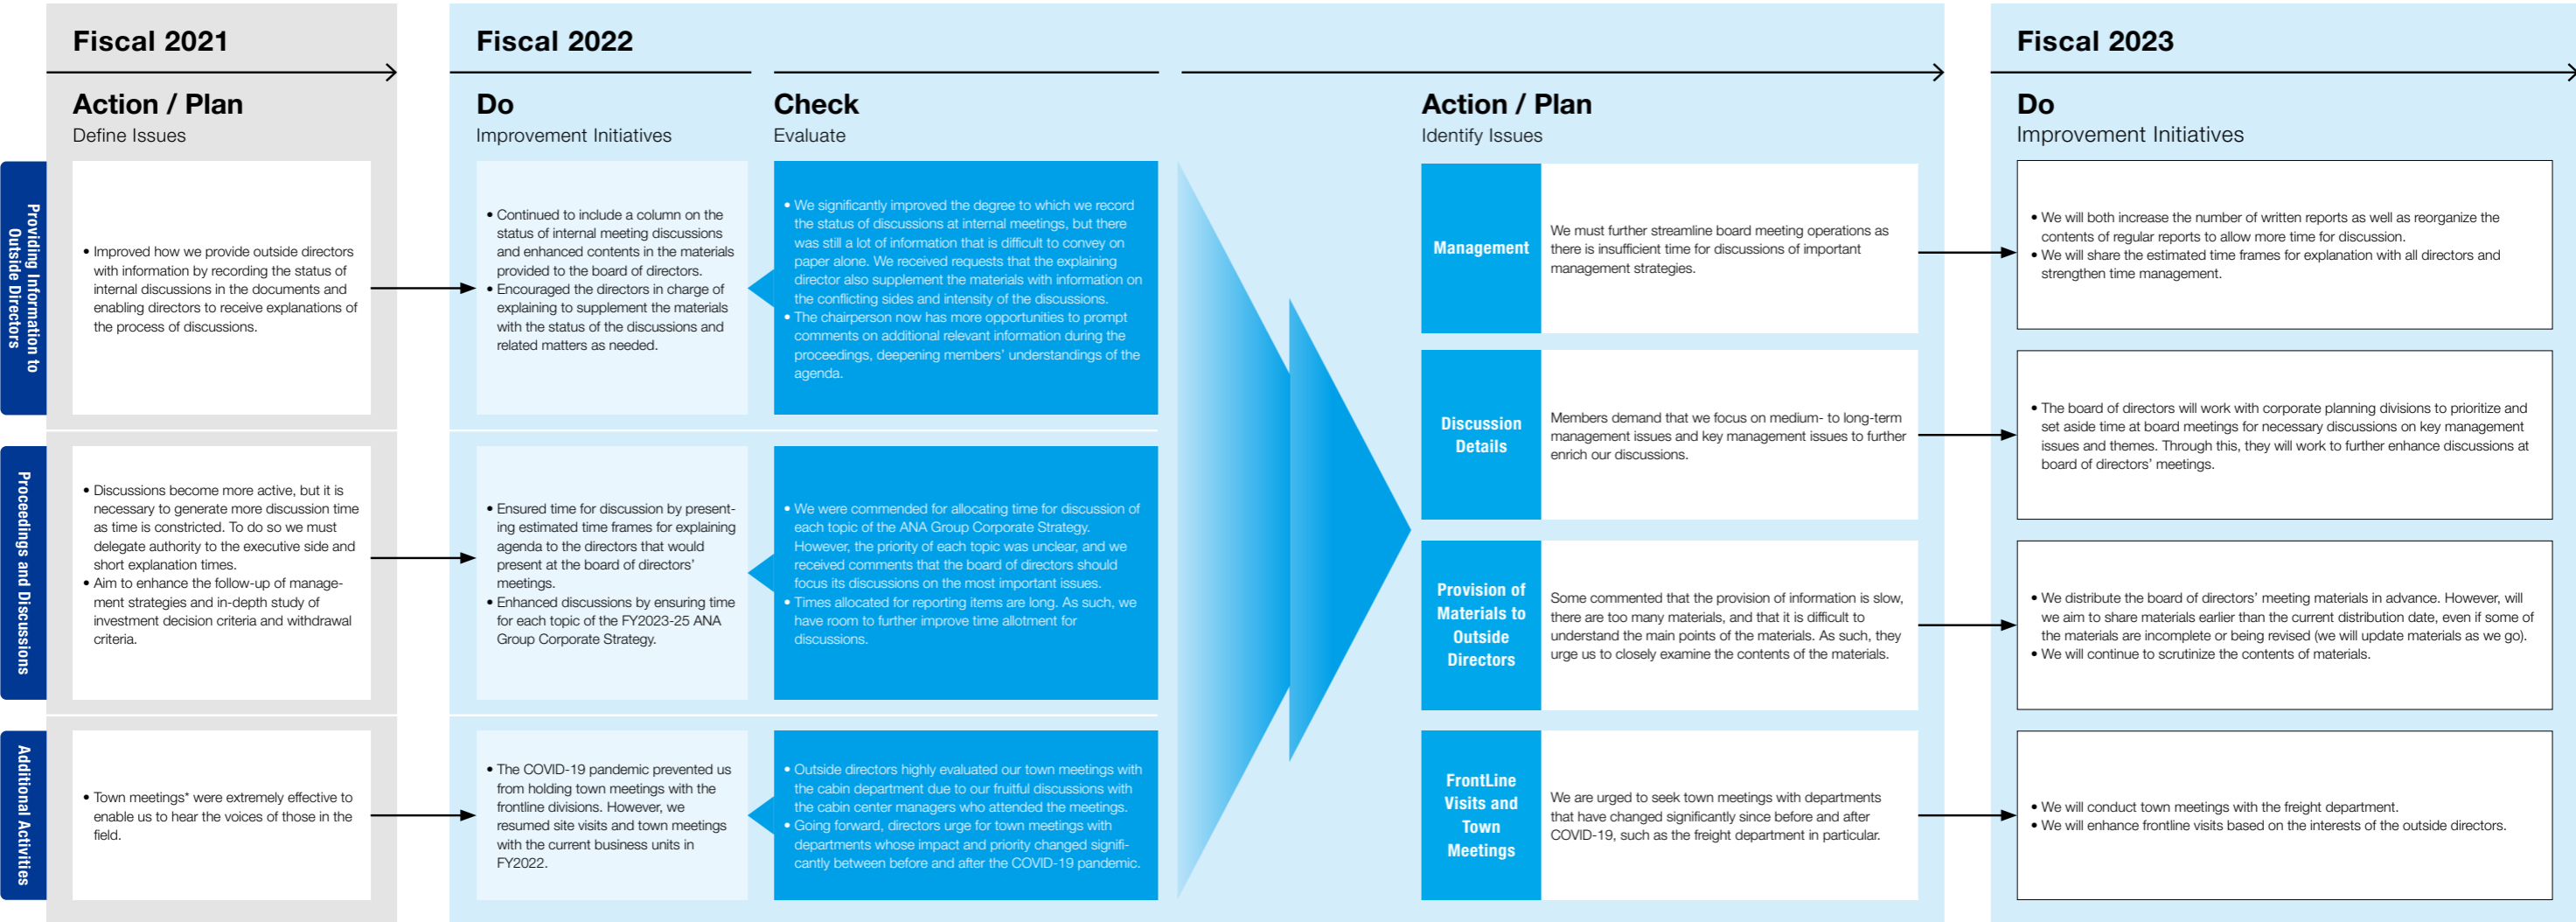 Fiscal 2021
Action / Plan
Define Issues
Fiscal 2022
Do
Improvement Initiatives
Check
Evaluate
Action / Plan
Identify Issues
Fiscal 2023
Do
Improvement Initiatives
Providing Information to
Outside Directors
• Improved how we provide outside directors
with information by recording the status of
internal discussions in the documents and
enabling directors to receive explanations of
the process of discussions.
• Continued to include a column on the
status of internal meeting discussions
and enhanced contents in the materials
provided to the board of directors.
• Encouraged the directors in charge of
explaining to supplement the materials
with the status of the discussions and
related matters as needed.
• We significantly improved the degree to which we record
the status of discussions at internal meetings, but there
was still a lot of information that is difficult to convey on
paper alone. We received requests that the explaining
director also supplement the materials with information on
the conflicting sides and intensity of the discussions.
• The chairperson now has more opportunities to prompt
comments on additional relevant information during the
proceedings, deepening members' understandings of the
agenda.
Proceedings and Discussions
• Discussions become more active, but it is
necessary to generate more discussion time
as time is constricted. To do so we must
delegate authority to the executive side and
short explanation times.
• Aim to enhance the follow-up of manage-
ment strategies and in-depth study of
investment decision criteria and withdrawal
criteria.
• Ensured time for discussion by present-
ing estimated time frames for explaining
agenda to the directors that would
present at the board of directors'
meetings.
• Enhanced discussions by ensuring time
for each topic of the FY2023-25 ANA
Group Corporate Strategy.
• We were commended for allocating time for discussion of
each topic of the ANA Group Corporate Strategy.
However, the priority of each topic was unclear, and we
received comments that the board of directors should
focus its discussions on the most important issues.
• Times allocated for reporting items are long. As such, we
have room to further improve time allotment for
discussions.
Additional Activities
• Town meetings* were extremely effective to
enable us to hear the voices of those in the
field.
• The COVID-19 pandemic prevented us
from holding town meetings with the
frontline divisions. However, we
resumed site visits and town meetings
with the current business units in
FY2022.
• Outside directors highly evaluated our town meetings with
the cabin department due to our fruitful discussions with
the cabin center managers who attended the meetings.
• Going forward, directors urge for town meetings with
departments whose impact and priority changed signifi-
cantly between before and after the COVID-19 pandemic.
Management
We must further streamline board meeting operations as
there is insufficient time for discussions of important
management strategies.
• We will both increase the number of written reports as well as reorganize the
contents of regular reports to allow more time for discussion.
• We will share the estimated time frames for explanation with all directors and
strengthen time management.
Discussion
Details
Members demand that we focus on medium- to long-term
management issues and key management issues to further
enrich our discussions.
• The board of directors will work with corporate planning divisions to prioritize and
set aside time at board meetings for necessary discussions on key management
issues and themes. Through this, they will work to further enhance discussions at
board of directors' meetings.
Provision of
Materials to
Outside
Directors
Some commented that the provision of information is slow,
there are too many materials, and that it is difficult to
understand the main points of the materials. As such, they
urge us to closely examine the contents of the materials.
• We distribute the board of directors' meeting materials in advance. However, will
we aim to share materials earlier than the current distribution date, even if some of
the materials are incomplete or being revised (we will update materials as we go).
• We will continue to scrutinize the contents of materials.
FrontLine
Visits and
Town
Meetings
We are urged to seek town meetings with departments
that have changed significantly since before and after
COVID-19, such as the freight department in particular.
• We will conduct town meetings with the freight department.
• We will enhance frontline visits based on the interests of the outside directors.